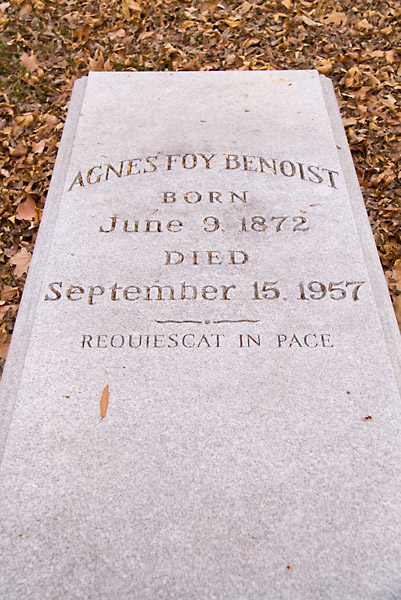 AGNES FOY BENOIST
BORN
June 9, 1872
DIED
September 15, 1957
REQUIESCAT IN PACE